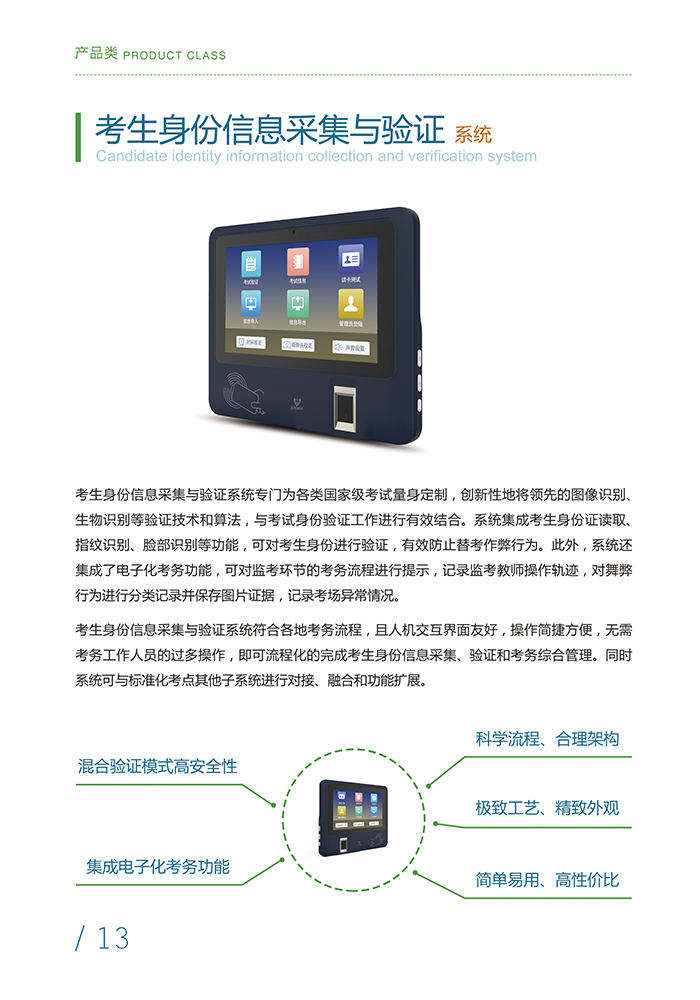 产品类 PRODUCT CLASS
考生身份信息采集与验证 系统
Candidate identity information collection and verification system
考试验证
考试信息
读卡测试
信息导入
信息导出
管理员登陆
时间校正
摄像头校正
声音设置
考生身份信息采集与验证系统专门为各类国家级考试量身定制，创新性地将领先的图像识别、
生物识别等验证技术和算法，与考试身份验证工作进行有效结合。系统集成考生身份证读取、
指纹识别、脸部识别等功能，可对考生身份进行验证，有效防止替考作弊行为。此外，系统还
集成了电子化考务功能，可对监考环节的考务流程进行提示，记录监考教师操作轨迹，对舞弊
行为进行分类记录并保存图片证据，记录考场异常情况。
考生身份信息采集与验证系统符合各地考务流程，且人机交互界面友好，操作简捷方便，无需
考务工作人员的过多操作，即可流程化的完成考生身份信息采集、验证和考务综合管理。同时
系统可与标准化考点其他子系统进行对接、融合和功能扩展。
混合验证模式高安全性
集成电子化考务功能
科学流程、合理架构
极致工艺、精致外观
简单易用、高性价比
/ 13